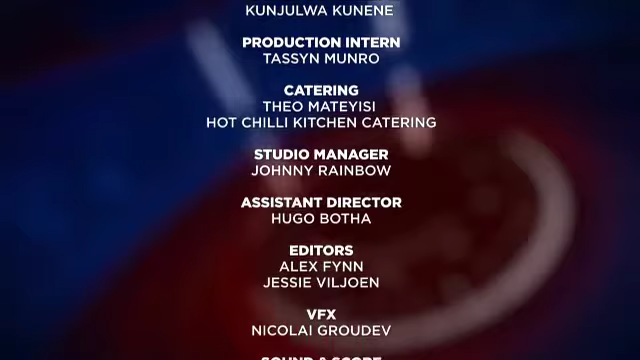 KUNJULWA KUNENE
PRODUCTION INTERN
TASSYN MUNRO
CATERING
THEO MATEYISI
HOT CHILLI KITCHEN CATERING
STUDIO MANAGER
JOHNNY RAINBOW
ASSISTANT DIRECTOR
HUGO BOTHA
EDITORS
ALEX FYNN
JESSIE VILJOEN
VFX
NICOLAI GROUDEV